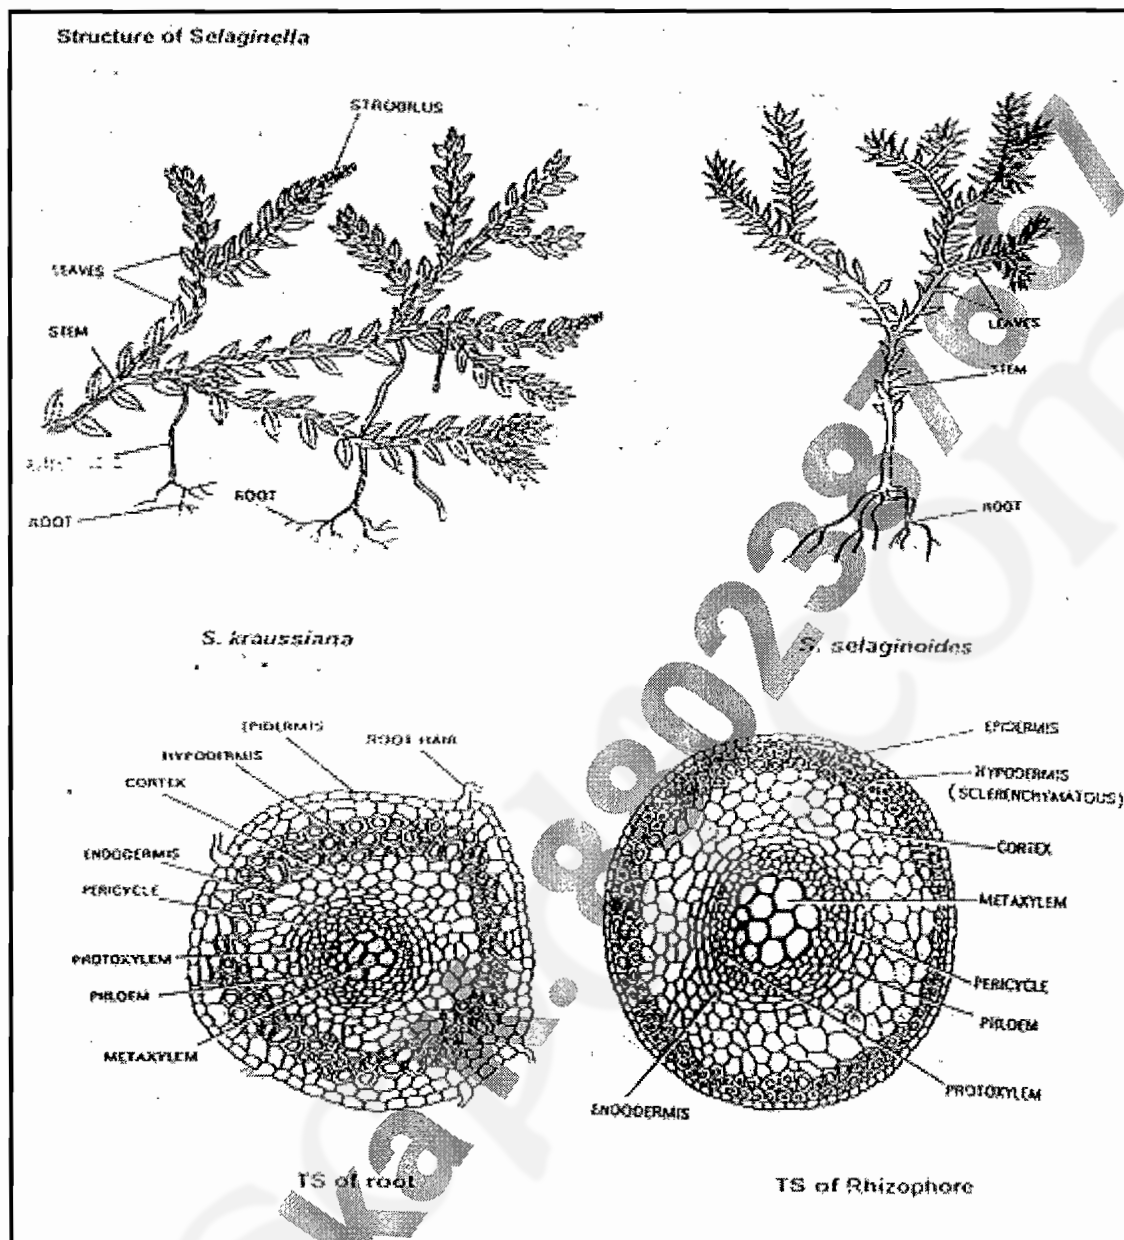 Structure of Selaginella
STROBILUS
LEAVES
STEM
ROOT
ROOT
LEAVES
STEM
ROOT
S. kraussiana
S. selaginoides
EPIDERMIS
ROOT HAIR
HYPODERMIS
CORTEX
ENDODERMIS
PERICYCLE
PROTOXYLEM
PHLOEM
METAXYLEM
EPIDERMIS
HYPODERMIS
(SCLERENCHYMATOUS)
CORTEX
METAXYLEM
PERICYCLE
PHLOEM
PROTOXYLEM
ENDODERMIS
TS of root
TS of Rhizophore